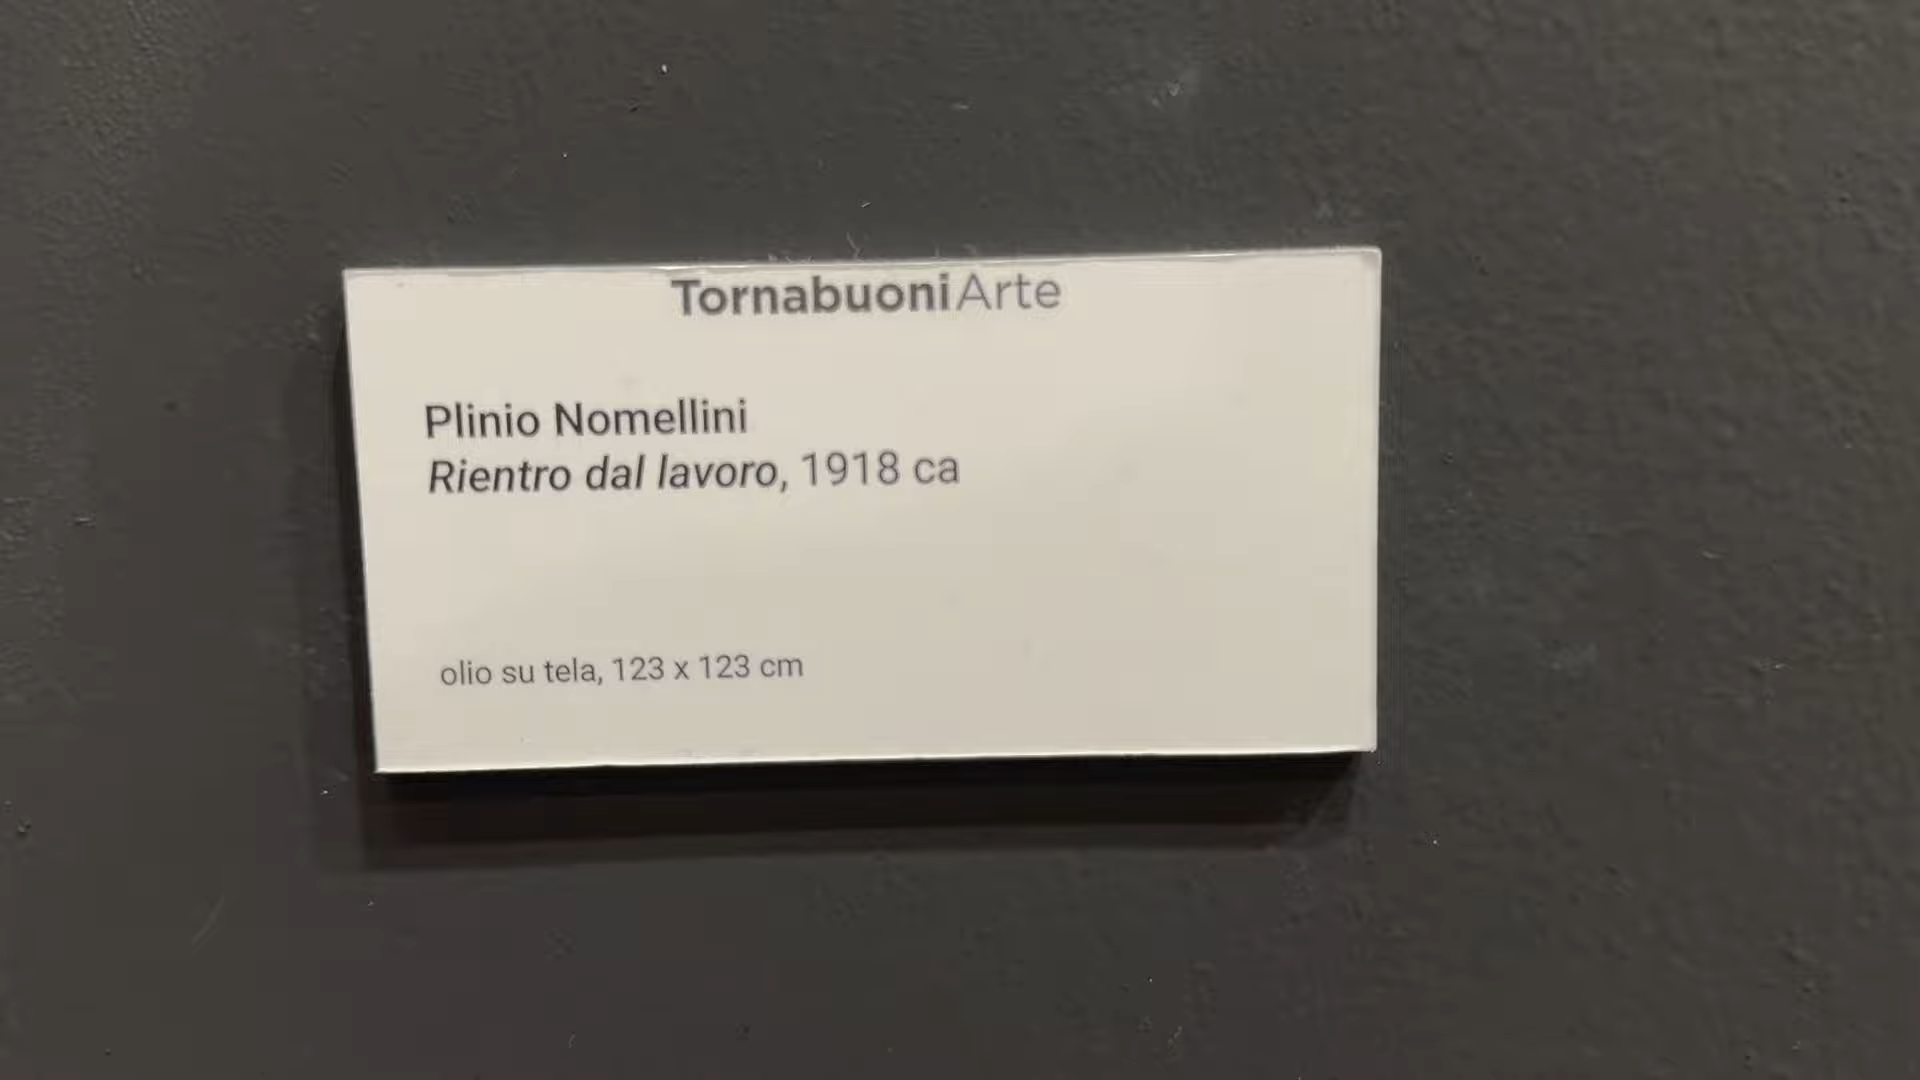 TornabuoniArte
Plinio Nomellini
Rientro dal lavoro, 1918 ca
olio su tela, 123 x 123 cm